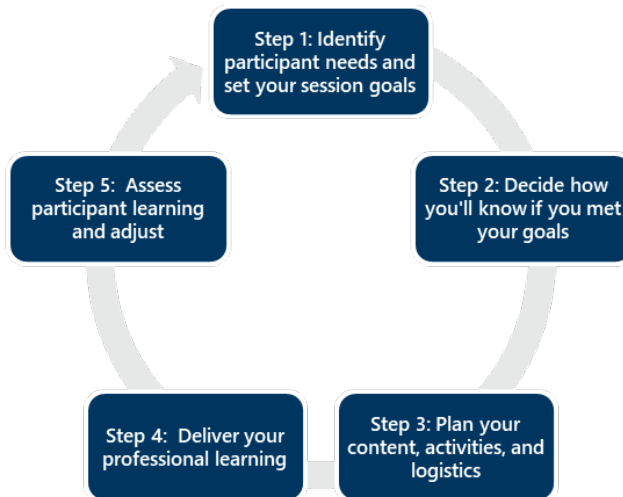 Step 1: Identify
participant needs and
set your session goals
Step 2: Decide how
you'll know if you met
your goals
Step 3: Plan your
content, activities, and
logistics
Step 4: Deliver your
professional learning
Step 5: Assess
participant learning
and adjust